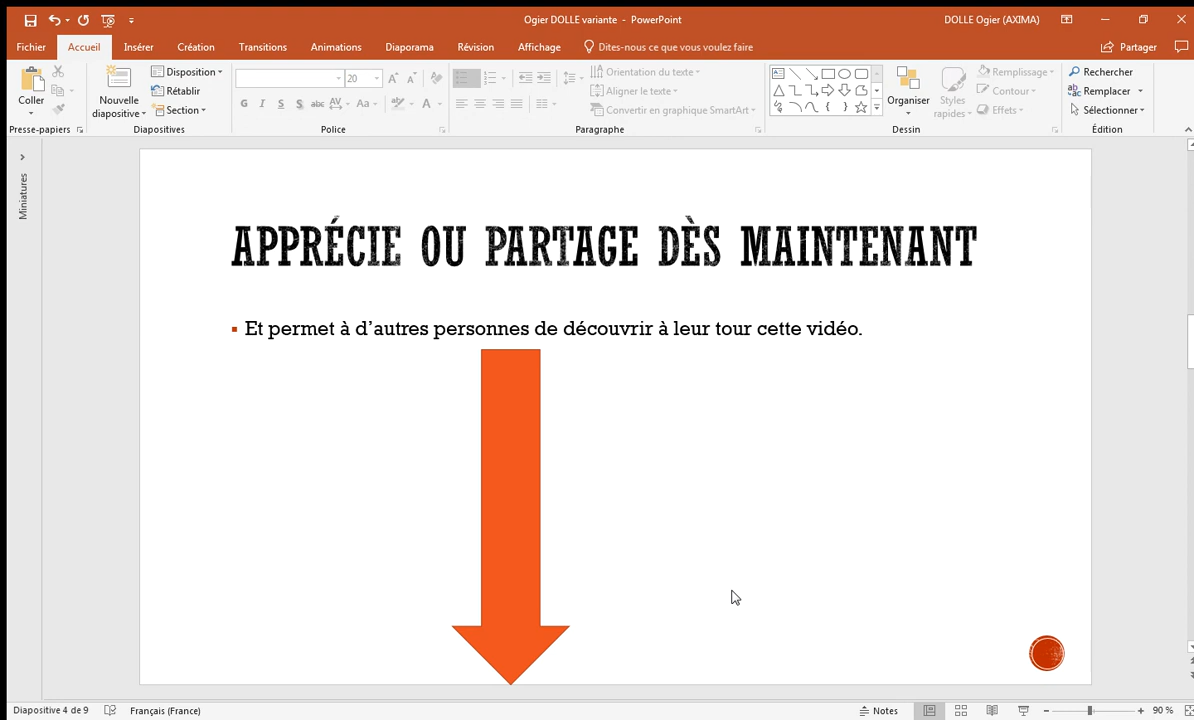 Ogier DOLLE variante - PowerPoint
DOLLE Ogier (AXIMA)
Fichier Accueil Insérer Création Transitions Animations Diaporama Révision Affichage Dites-nous ce que vous voulez faire Partager
Coller
Presse-papiers
Nouvelle diapositive
Disposition
Rétablir
Section
Diapositives
20
G I S S abc AV Aa A
Police
Orientation du texte
Aligner le texte
Convertir en graphique SmartArt
Paragraphe
Organiser
Styles rapides
Remplissage
Contour
Effets
Dessin
Rechercher
Remplacer
Sélectionner
Édition
Miniatures
APPRÉCIE OU PARTAGE DÈS MAINTENANT
Et permet à d’autres personnes de découvrir à leur tour cette vidéo.
Diapositive 4 de 9 Français (France) Notes 90 %